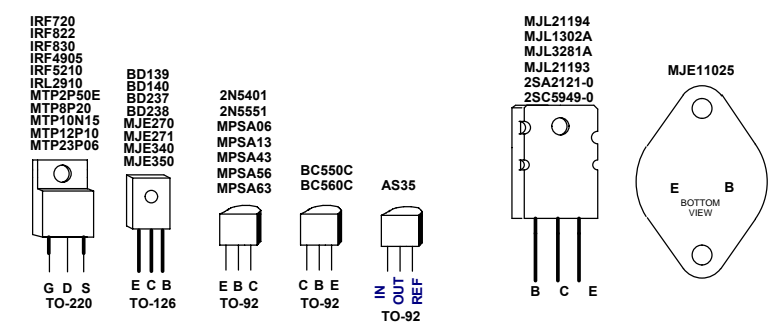 IRF720
IRF822
IRF830
IRF4905
IRF5210
IRL2910
MTP2P50E
MTP8P20
MTP10N15
MTP12P10
MTP23P06
G D S
TO-220
BD139
BD140
BD237
BD238
MJE270
MJE271
MJE340
MJE350
E C B
TO-126
2N5401
2N5551
MPSA06
MPSA13
MPSA43
MPSA56
MPSA63
E B C
TO-92
BC550C
BC560C
C B E
TO-92
AS35
IN
OUT
REF
TO-92
MJL21194
MJL1302A
MJL3281A
MJL21193
2SA2121-0
2SC5949-0
B C E
MJE11025
E B
BOTTOM
VIEW